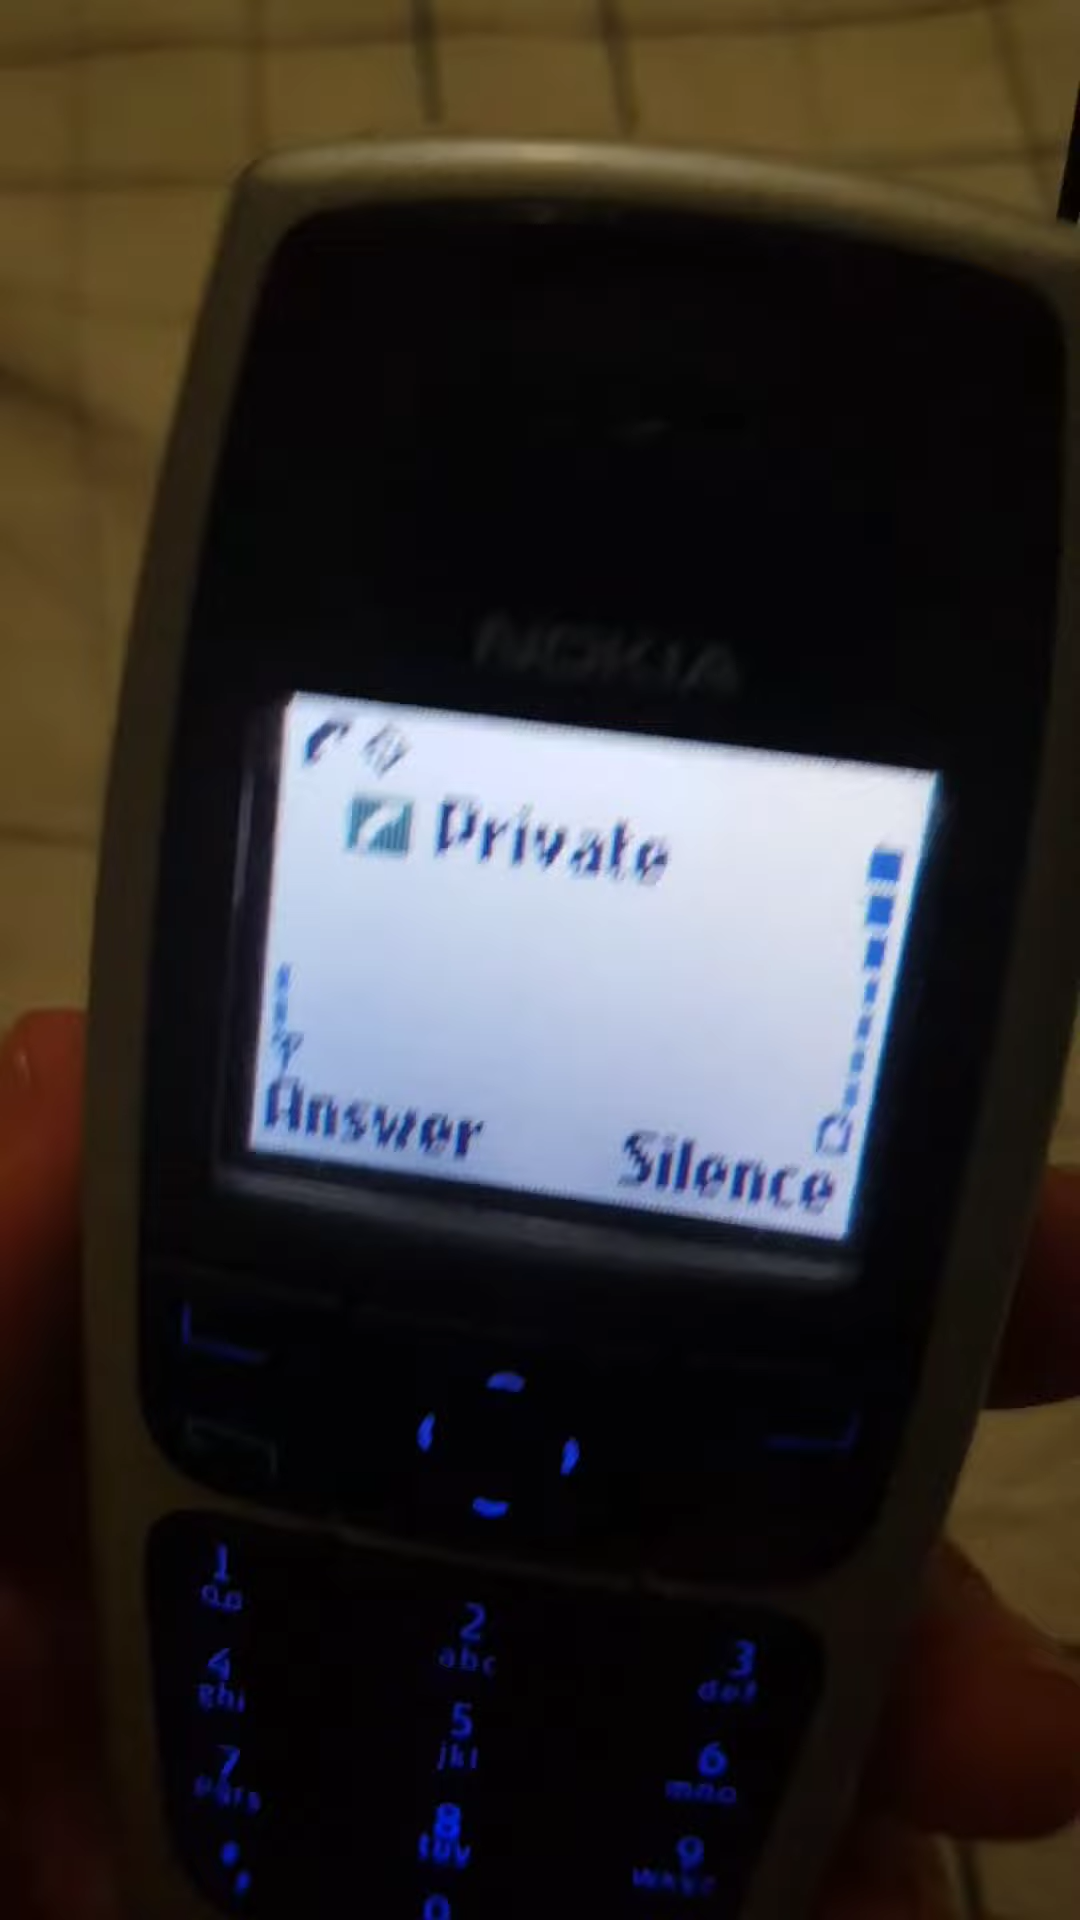 NOKIA
Private
Answer
Silence
1
2
abc
3
def
4
ghi
5
jkl
6
mno
7
pqrs
8
tuv
9
wxyz
0